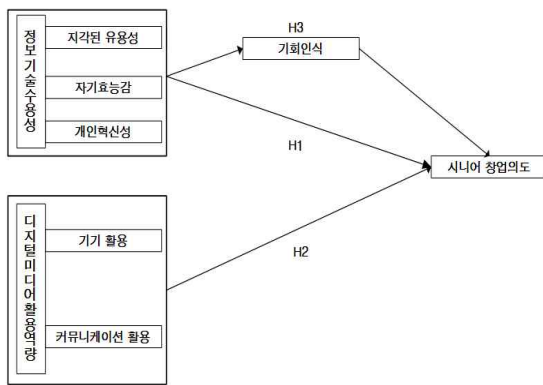 정보기술수용성
지각된 유용성
자기효능감
개인혁신성
H3
기회인식
H1
시니어 창업의도
디지털미디어활용역량
기기 활용
H2
커뮤니케이션 활용